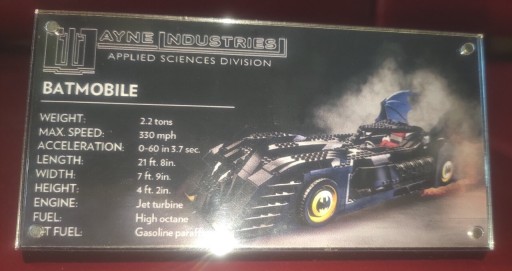 AYNE INDUSTRIES
APPLIED SCIENCES DIVISION
BATMOBILE
WEIGHT: 2.2 tons
MAX. SPEED: 330 mph
ACCELERATION: 0-60 in 3.7 sec.
LENGTH: 21 ft. 8in.
WIDTH: 7 ft. 9in.
HEIGHT: 4 ft. 2in.
ENGINE: Jet turbine
FUEL: High octane
FUEL: Gasoline